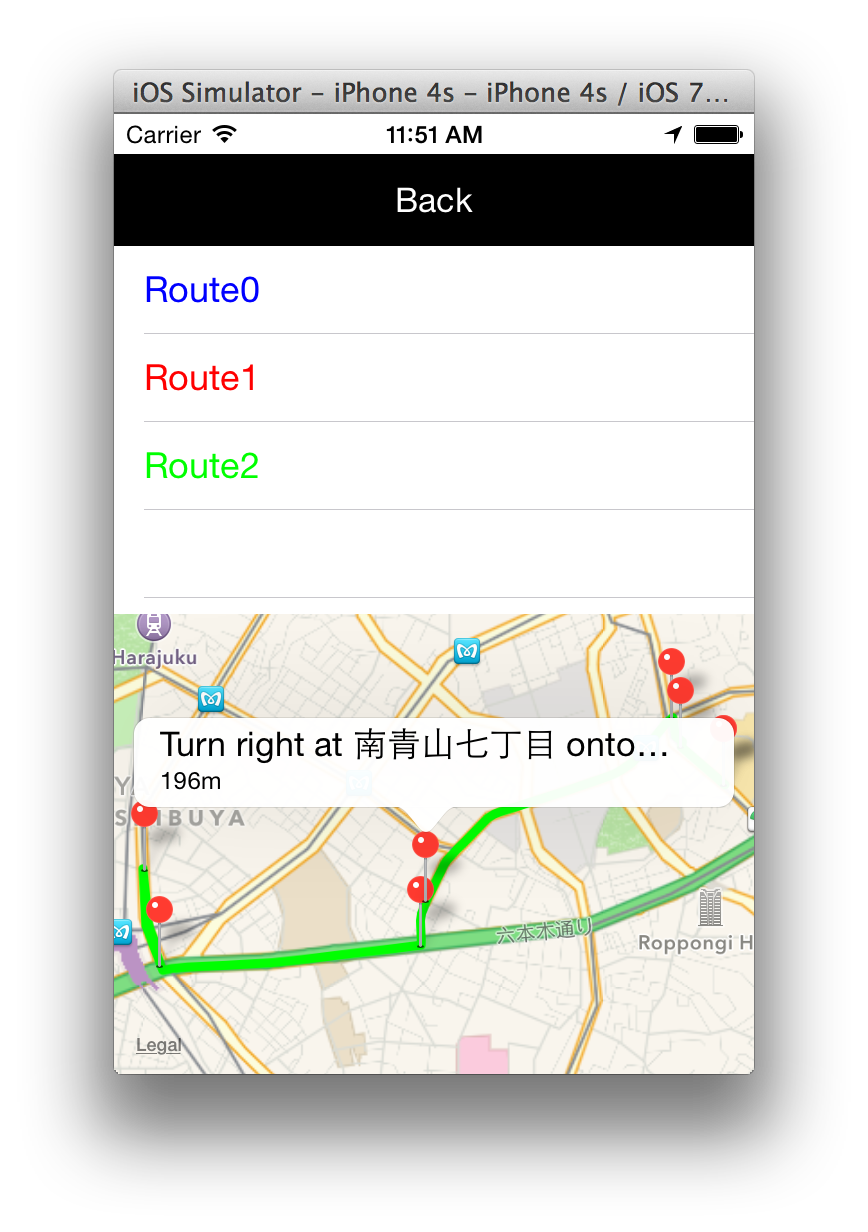 iOS Simulator – iPhone 4s – iPhone 4s / iOS 7...
Carrier 11:51 AM
Back
Route0
Route1
Route2
Harajuku
Turn right at 南青山七丁目 onto...
196m
六本木通り
Roppongi H
Legal